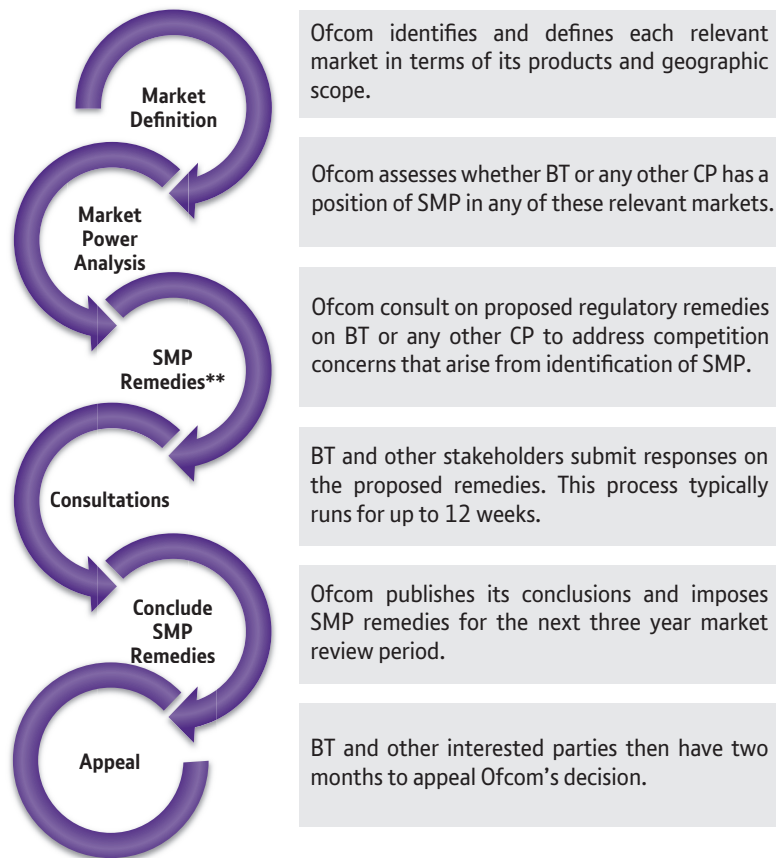 Market
Definition
Ofcom identifies and defines each relevant
market in terms of its products and geographic
scope.
Market
Power
Analysis
Ofcom assesses whether BT or any other CP has a
position of SMP in any of these relevant markets.
SMP
Remedies**
Ofcom consult on proposed regulatory remedies
on BT or any other CP to address competition
concerns that arise from identification of SMP.
Consultations
BT and other stakeholders submit responses on
the proposed remedies. This process typically
runs for up to 12 weeks.
Conclude
SMP
Remedies
Ofcom publishes its conclusions and imposes
SMP remedies for the next three year market
review period.
Appeal
BT and other interested parties then have two
months to appeal Ofcom’s decision.